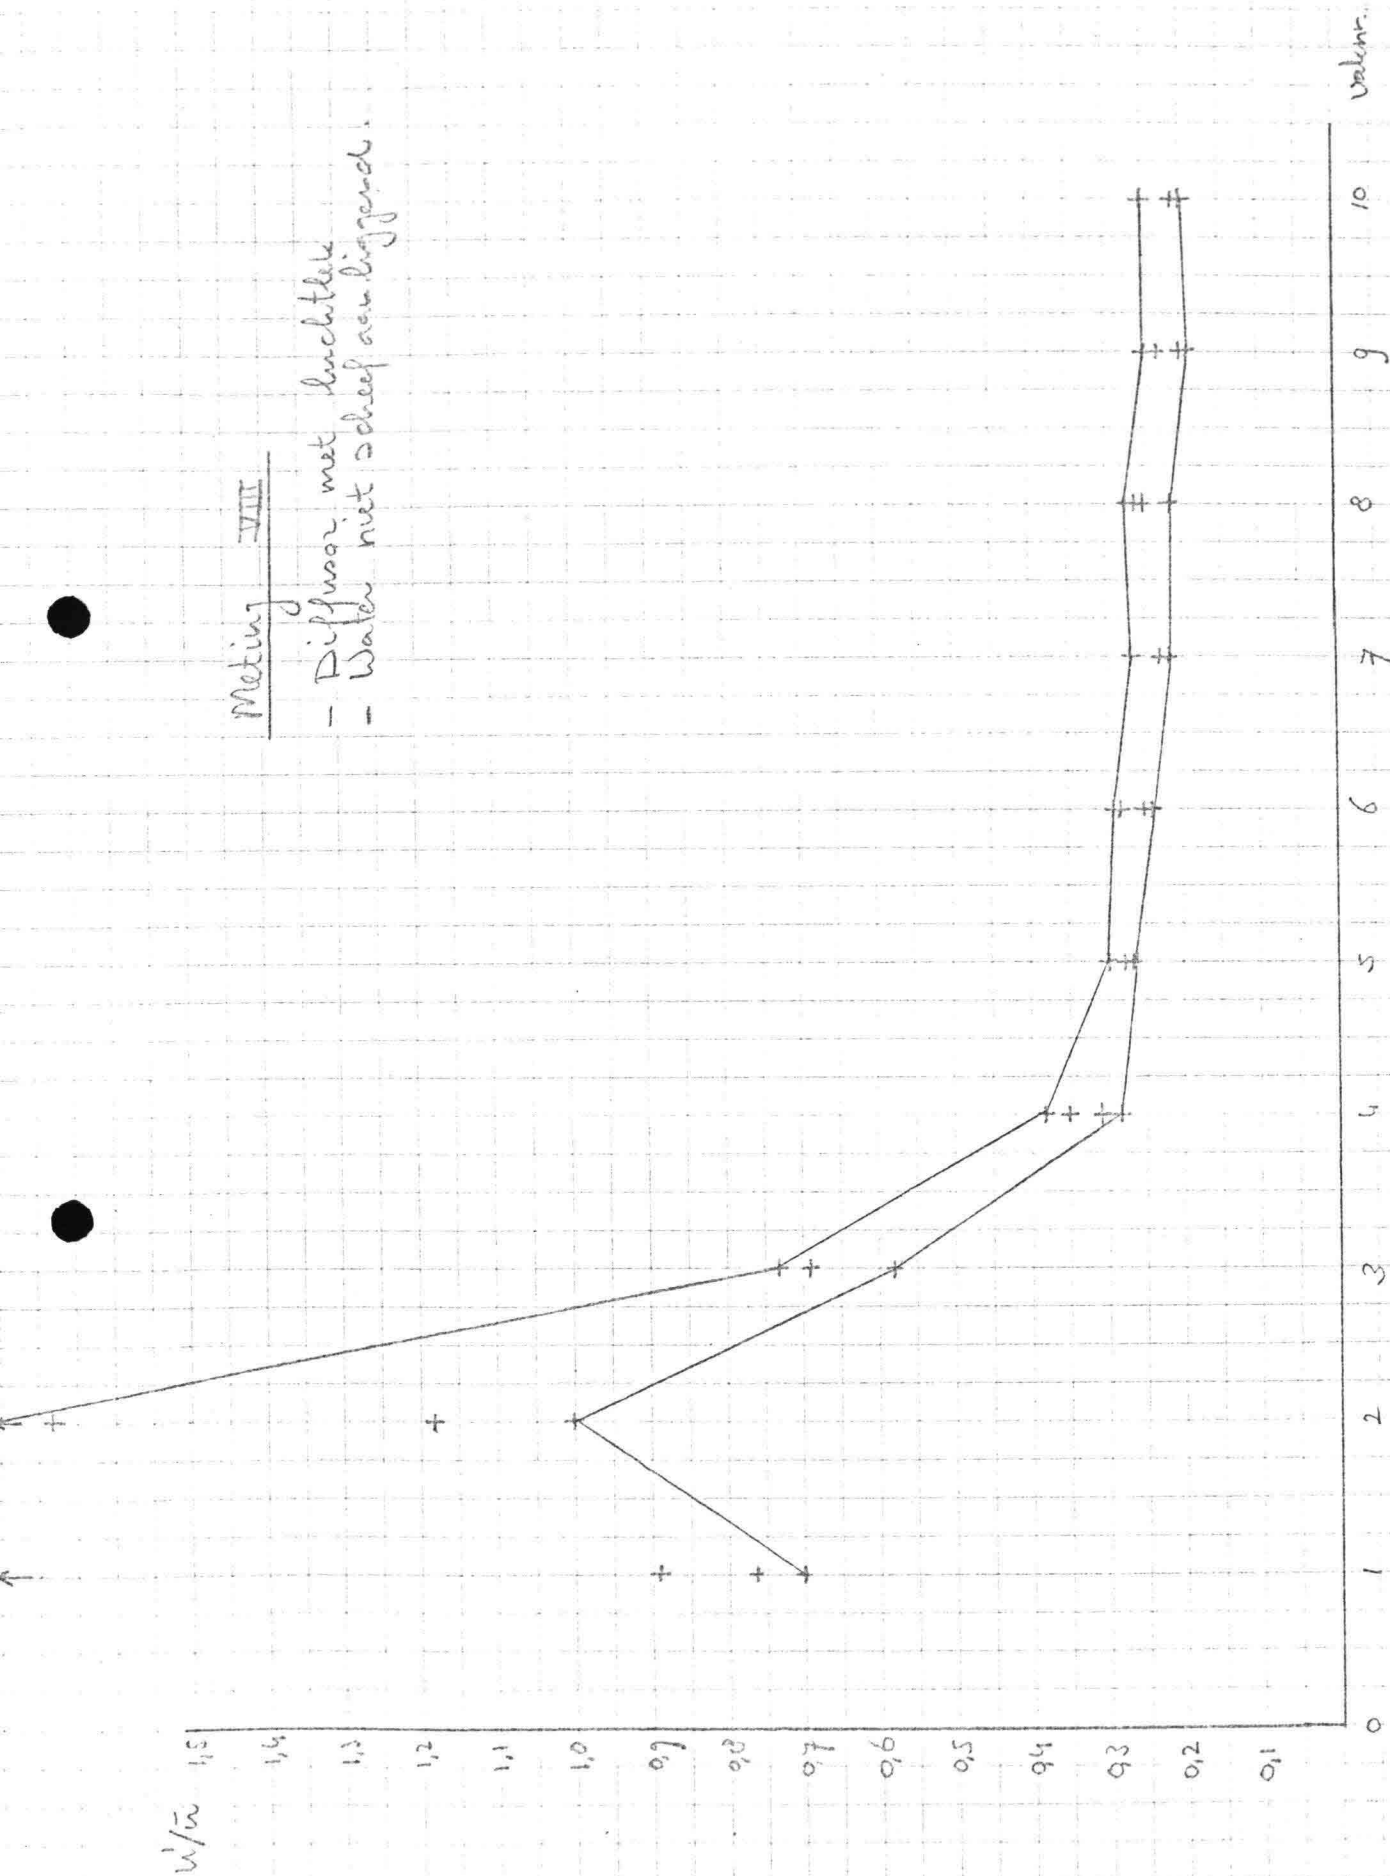 Meting VIII
- Diffusor met luchtlek
- Water niet scheef aanliggend.
u'/ū
1,5
1,4
1,3
1,2
1,1
1,0
0,9
0,8
0,7
0,6
0,5
0,4
0,3
0,2
0,1
0 1 2 3 4 5 6 7 8 9 10
vaknr.